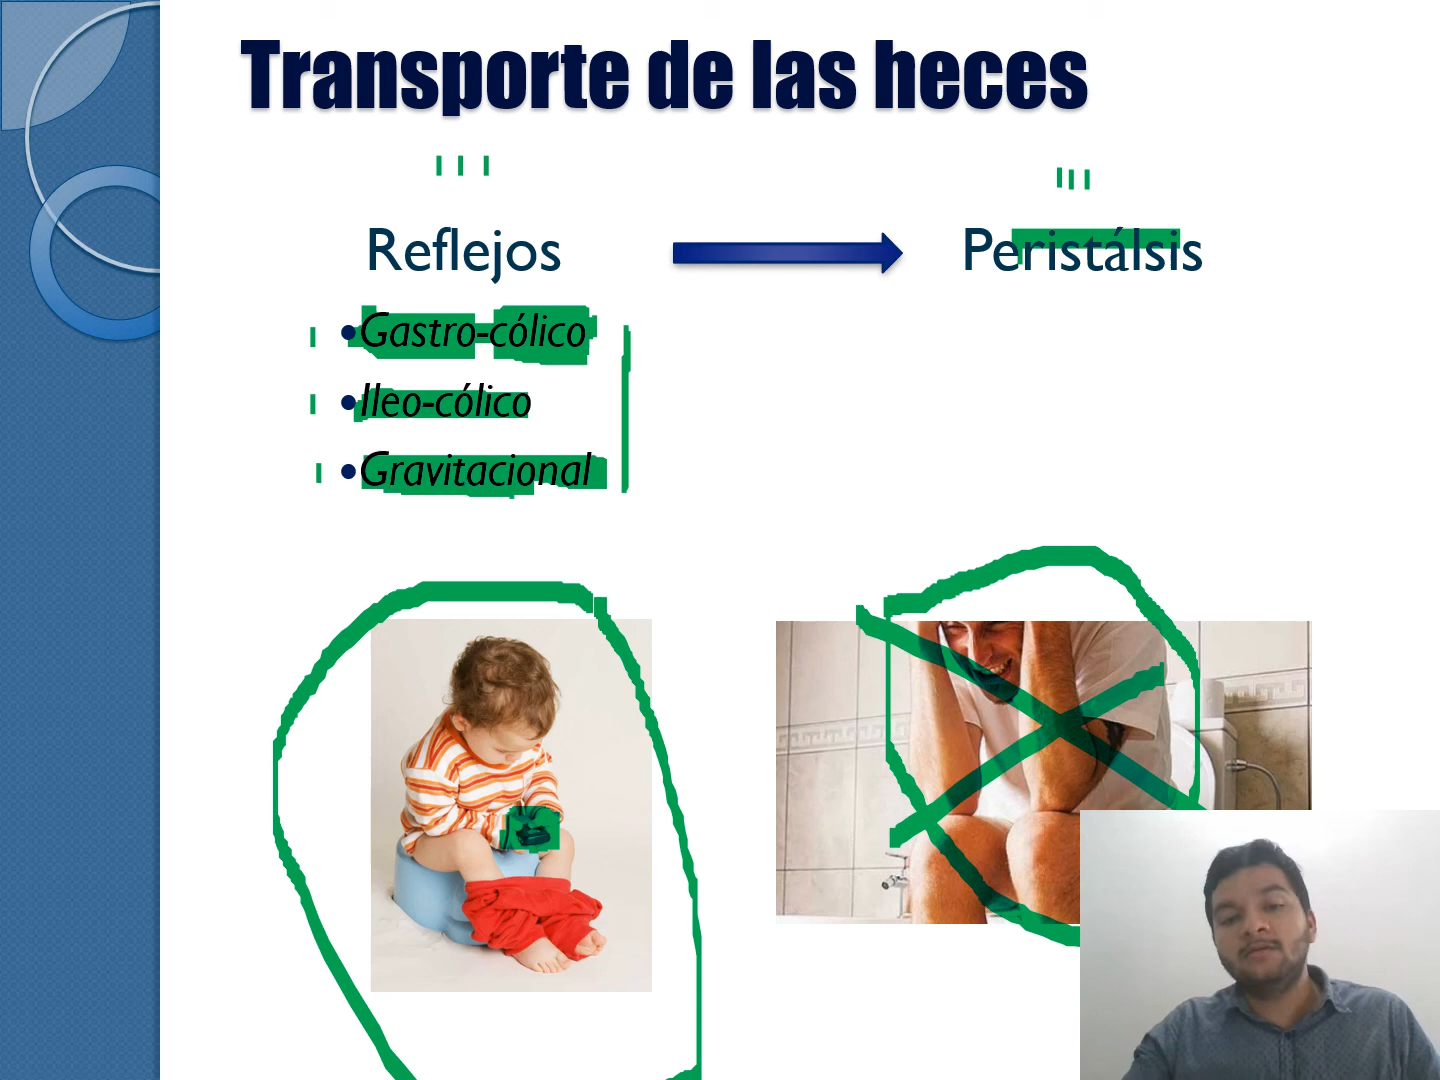 Transporte de las heces
Reflejos
Peristálsis
•Gastro-cólico
•Ileo-cólico
•Gravitacional